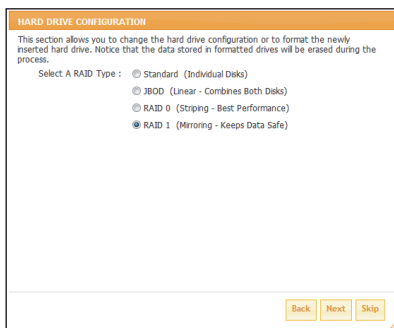 HARD DRIVE CONFIGURATION
This section allows you to change the hard drive configuration or to format the newly
inserted hard drive. Notice that the data stored in formatted drives will be erased during the
process.
Select A RAID Type : Standard (Individual Disks)
JBOD (Linear - Combines Both Disks)
RAID 0 (Striping - Best Performance)
RAID 1 (Mirroring - Keeps Data Safe)
Back Next Skip